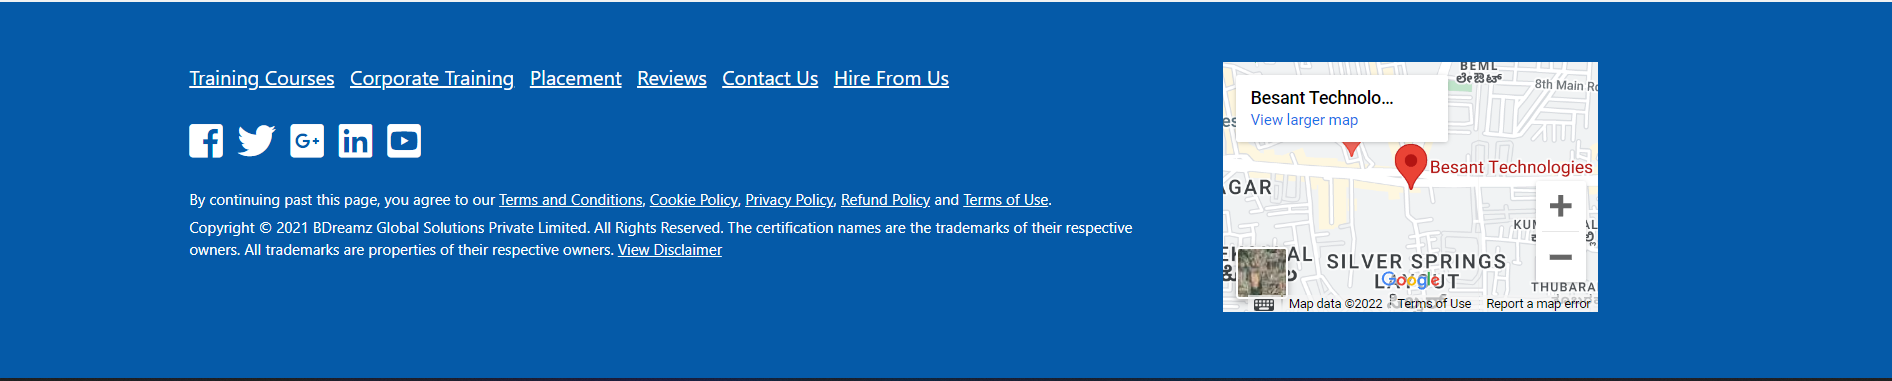 Training Courses Corporate Training Placement Reviews Contact Us Hire From Us
By continuing past this page, you agree to our Terms and Conditions, Cookie Policy, Privacy Policy, Refund Policy and Terms of Use.
Copyright © 2021 BDreamz Global Solutions Private Limited. All Rights Reserved. The certification names are the trademarks of their respective
owners. All trademarks are properties of their respective owners. View Disclaimer
BEML
ಲೇಔಟ್
8th Main
Besant Technolo...
View larger map
Besant Technologies
SILVER SPRINGS
LAYOUT
Google
Map data ©2022 Terms of Use Report a map error